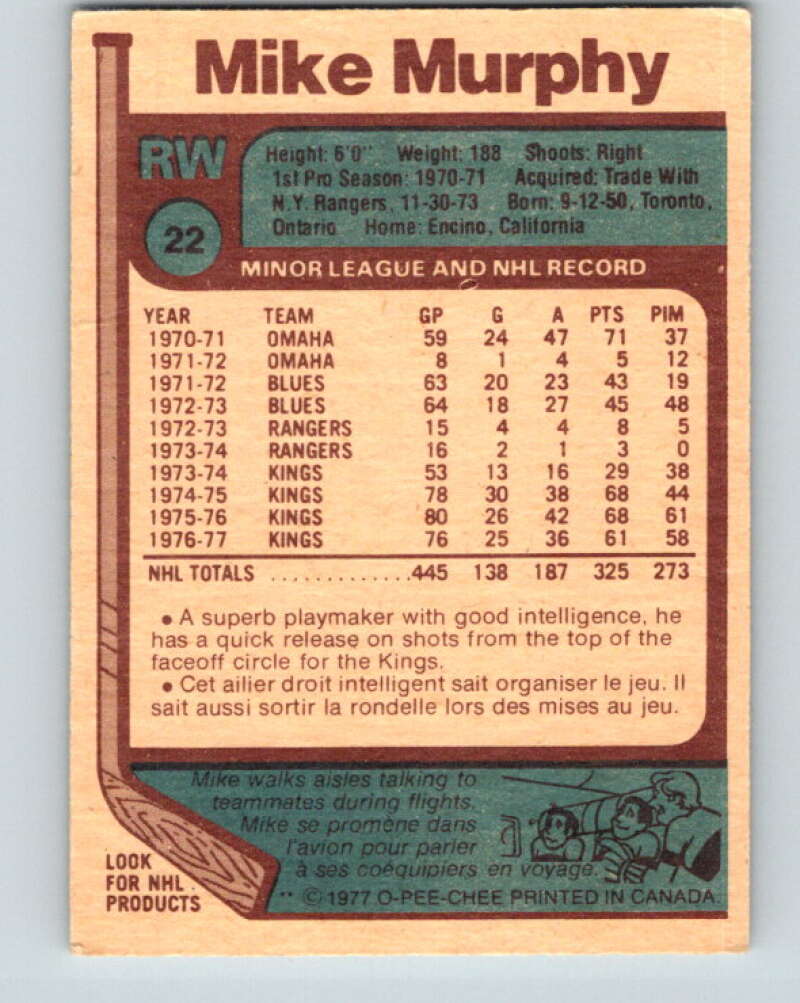 Mike Murphy
RW
22
Height: 6'0" Weight: 188 Shoots: Right
1st Pro Season: 1970-71 Acquired: Trade With
N.Y. Rangers, 11-30-73 Born: 9-12-50, Toronto,
Ontario Home: Encino, California
MINOR LEAGUE AND NHL RECORD
YEAR TEAM GP G A PTS PIM
1970-71 OMAHA 59 24 47 71 37
1971-72 OMAHA 8 1 4 5 12
1971-72 BLUES 63 20 23 43 19
1972-73 BLUES 64 18 27 45 48
1972-73 RANGERS 15 4 4 8 5
1973-74 RANGERS 16 2 1 3 0
1973-74 KINGS 53 13 16 29 38
1974-75 KINGS 78 30 38 68 44
1975-76 KINGS 80 26 42 68 61
1976-77 KINGS 76 25 36 61 58
NHL TOTALS .............445 138 187 325 273
• A superb playmaker with good intelligence, he
has a quick release on shots from the top of the
faceoff circle for the Kings.
• Cet ailier droit intelligent sait organiser le jeu. Il
sait aussi sortir la rondelle lors des mises au jeu.
Mike walks aisles talking to
teammates during flights.
Mike se promène dans
l'avion pour parler
à ses coéquipiers en voyage.
LOOK
FOR NHL
PRODUCTS
** © 1977 O-PEE-CHEE PRINTED IN CANADA.